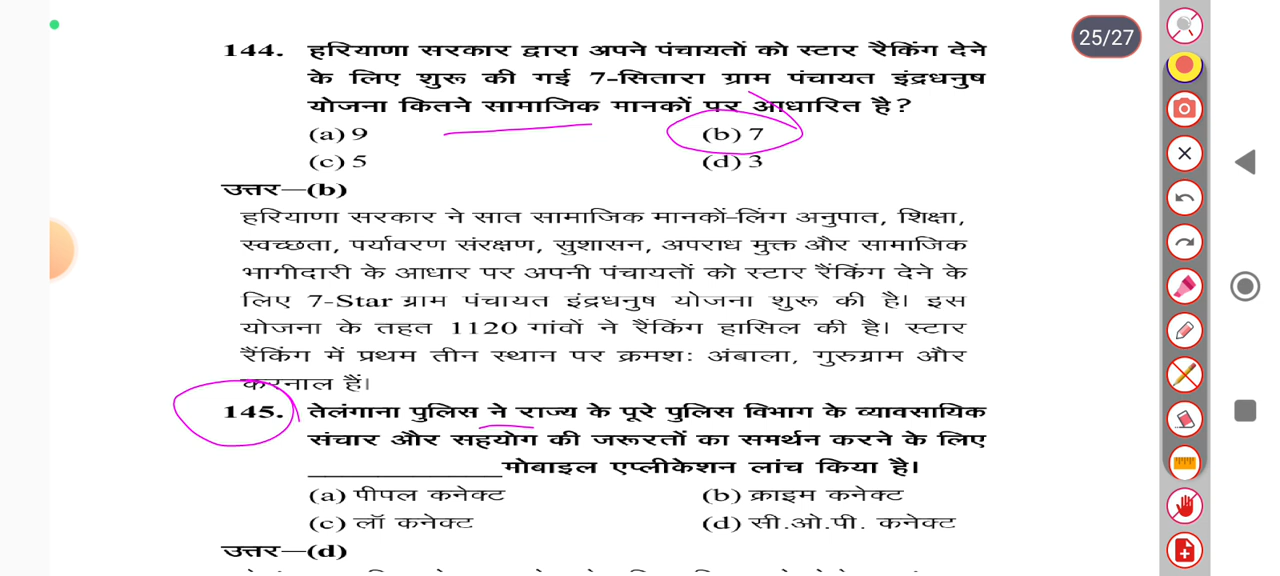 25/27
144. हरियाणा सरकार द्वारा अपने पंचायतों को स्टार रैकिंग देने
के लिए शुरू की गई 7-सितारा ग्राम पंचायत इंद्रधनुष
योजना कितने सामाजिक मानकों पर आधारित है?
(a) 9 (b) 7
(c) 5 (d) 3
उत्तर—(b)
हरियाणा सरकार ने सात सामाजिक मानकों–लिंग अनुपात, शिक्षा,
स्वच्छता, पर्यावरण संरक्षण, सुशासन, अपराध मुक्त और सामाजिक
भागीदारी के आधार पर अपनी पंचायतों को स्टार रैंकिंग देने के
लिए 7-Star ग्राम पंचायत इंद्रधनुष योजना शुरू की है। इस
योजना के तहत 1120 गांवों ने रैंकिंग हासिल की है। स्टार
रैंकिंग में प्रथम तीन स्थान पर क्रमशः अंबाला, गुरुग्राम और
करनाल हैं।
145. तेलंगाना पुलिस ने राज्य के पूरे पुलिस विभाग के व्यावसायिक
संचार और सहयोग की जरूरतों का समर्थन करने के लिए
______________ मोबाइल एप्लीकेशन लांच किया है।
(a) पीपल कनेक्ट (b) क्राइम कनेक्ट
(c) लॉ कनेक्ट (d) सी.ओ.पी. कनेक्ट
उत्तर—(d)